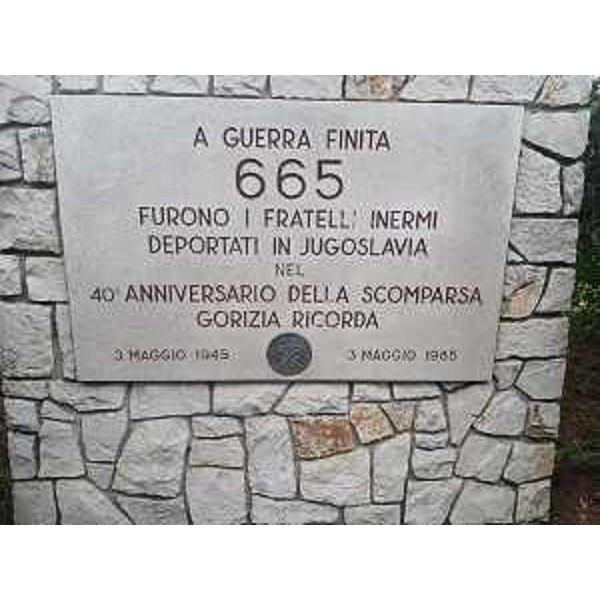 A GUERRA FINITA
665
FURONO I FRATELL' INERMI
DEPORTATI IN JUGOSLAVIA
NEL
40° ANNIVERSARIO DELLA SCOMPARSA
GORIZIA RICORDA
3 MAGGIO 1945 3 MAGGIO 1985